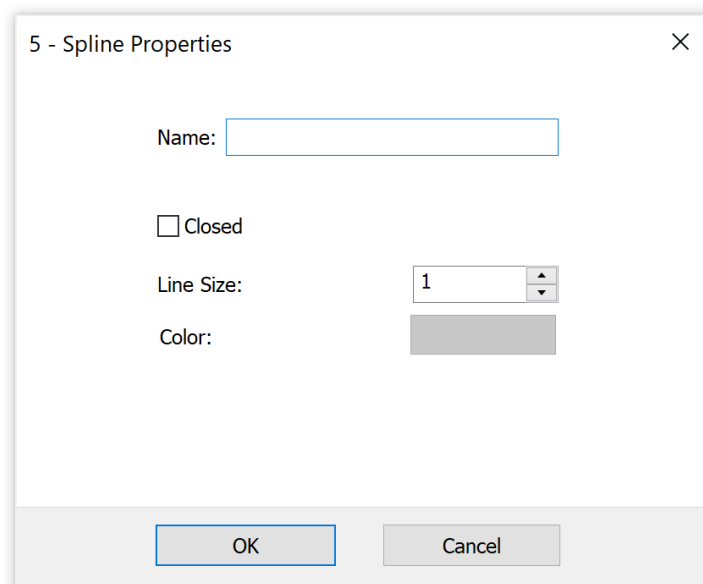 5 - Spline Properties
Name:
Closed
Line Size: 1
Color:
OK Cancel